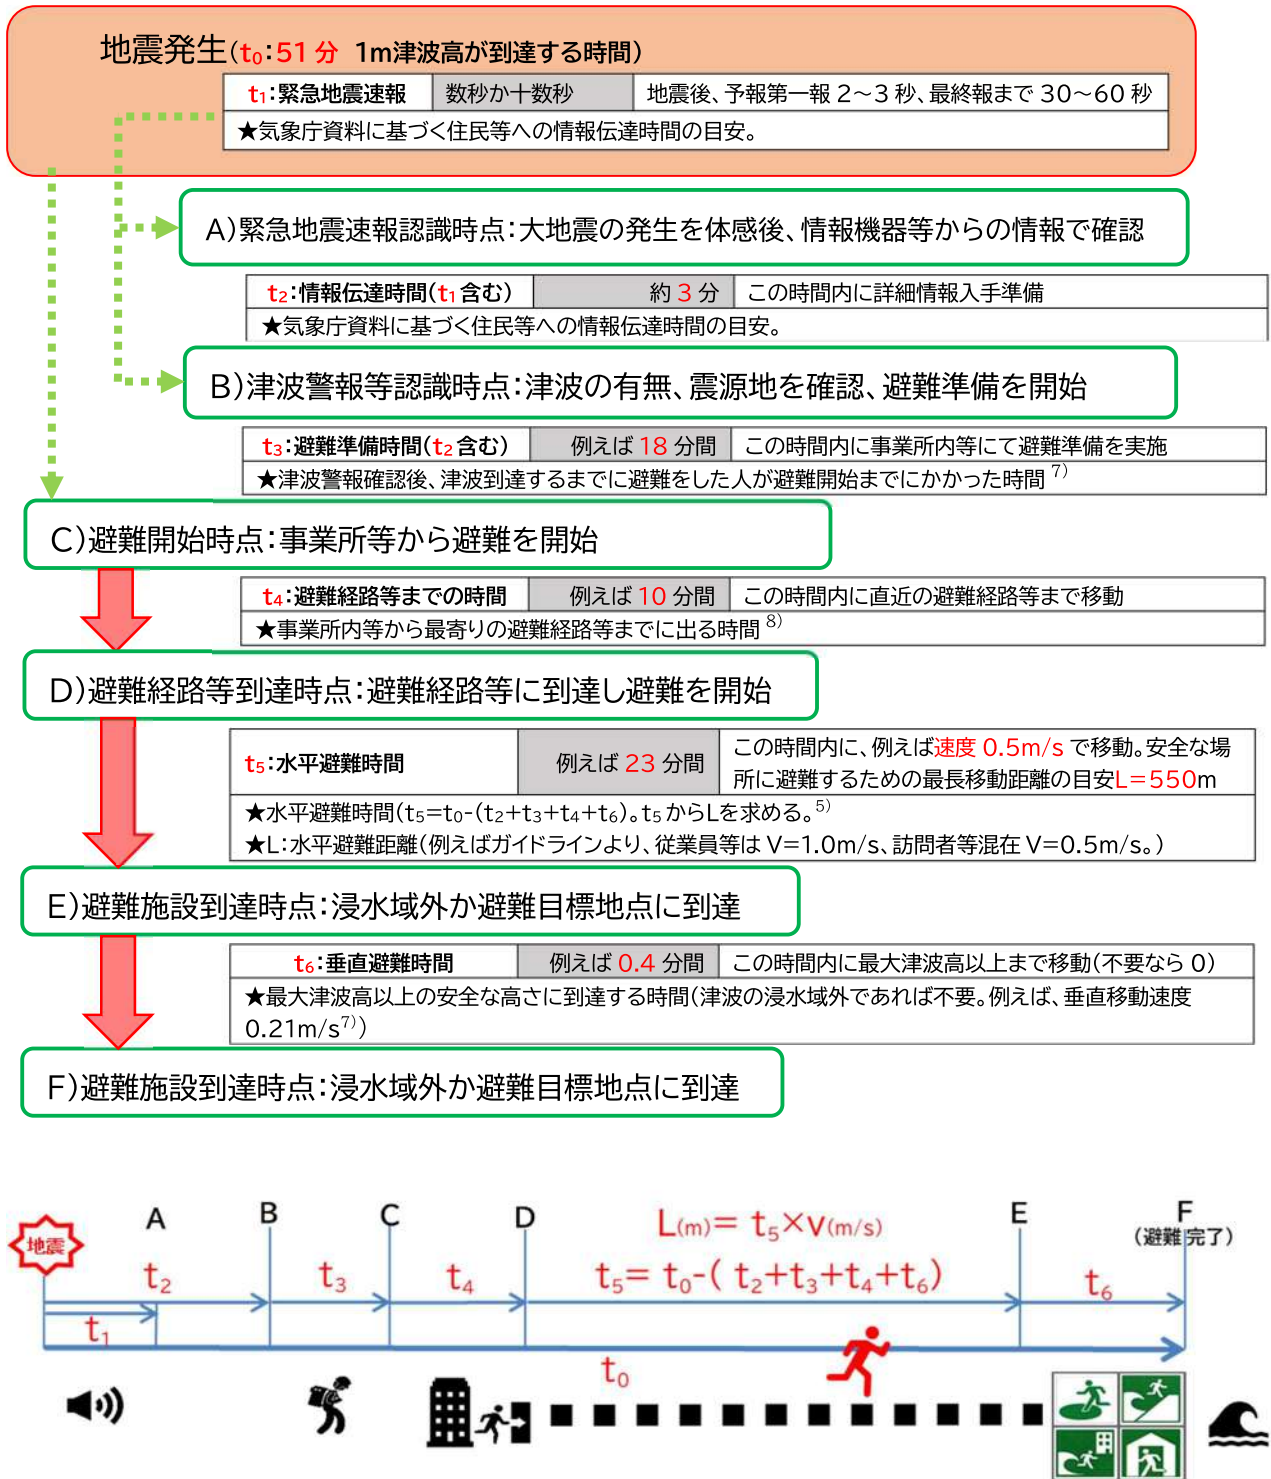 地震発生(t₀：51 分 1m津波高が到達する時間)
t₁：緊急地震速報 数秒か十数秒 地震後、予報第一報 2～3 秒、最終報まで 30～60 秒
★気象庁資料に基づく住民等への情報伝達時間の目安。
A)緊急地震速報認識時点：大地震の発生を体感後、情報機器等からの情報で確認
t₂：情報伝達時間(t₁含む) 約 3 分 この時間内に詳細情報入手準備
★気象庁資料に基づく住民等への情報伝達時間の目安。
B)津波警報等認識時点：津波の有無、震源地を確認、避難準備を開始
t₃：避難準備時間(t₂含む) 例えば 18 分間 この時間内に事業所内等にて避難準備を実施
★津波警報確認後、津波到達するまでに避難をした人が避難開始までにかかった時間 7)
C)避難開始時点：事業所等から避難を開始
t₄：避難経路等までの時間 例えば 10 分間 この時間内に直近の避難経路等まで移動
★事業所内等から最寄りの避難経路等までに出る時間 8)
D)避難経路等到達時点：避難経路等に到達し避難を開始
t₅：水平避難時間 例えば 23 分間 この時間内に、例えば速度 0.5m/s で移動。安全な場
所に避難するための最長移動距離の目安L＝550m
★水平避難時間(t₅=t₀-(t₂+t₃+t₄+t₆)。t₅からLを求める。5)
★L：水平避難距離(例えばガイドラインより、従業員等は V=1.0m/s、訪問者等混在 V=0.5m/s。)
E)避難施設到達時点：浸水域外か避難目標地点に到達
t₆：垂直避難時間 例えば 0.4 分間 この時間内に最大津波高以上まで移動(不要なら 0)
★最大津波高以上の安全な高さに到達する時間(津波の浸水域外であれば不要。例えば、垂直移動速度
0.21m/s7))
F)避難施設到達時点：浸水域外か避難目標地点に到達
A B C D L(m)= t₅×v(m/s) E F
(避難完了)
地震
t₂ t₃ t₄ t₅= t₀-( t₂+t₃+t₄+t₆) t₆
t₁
t₀